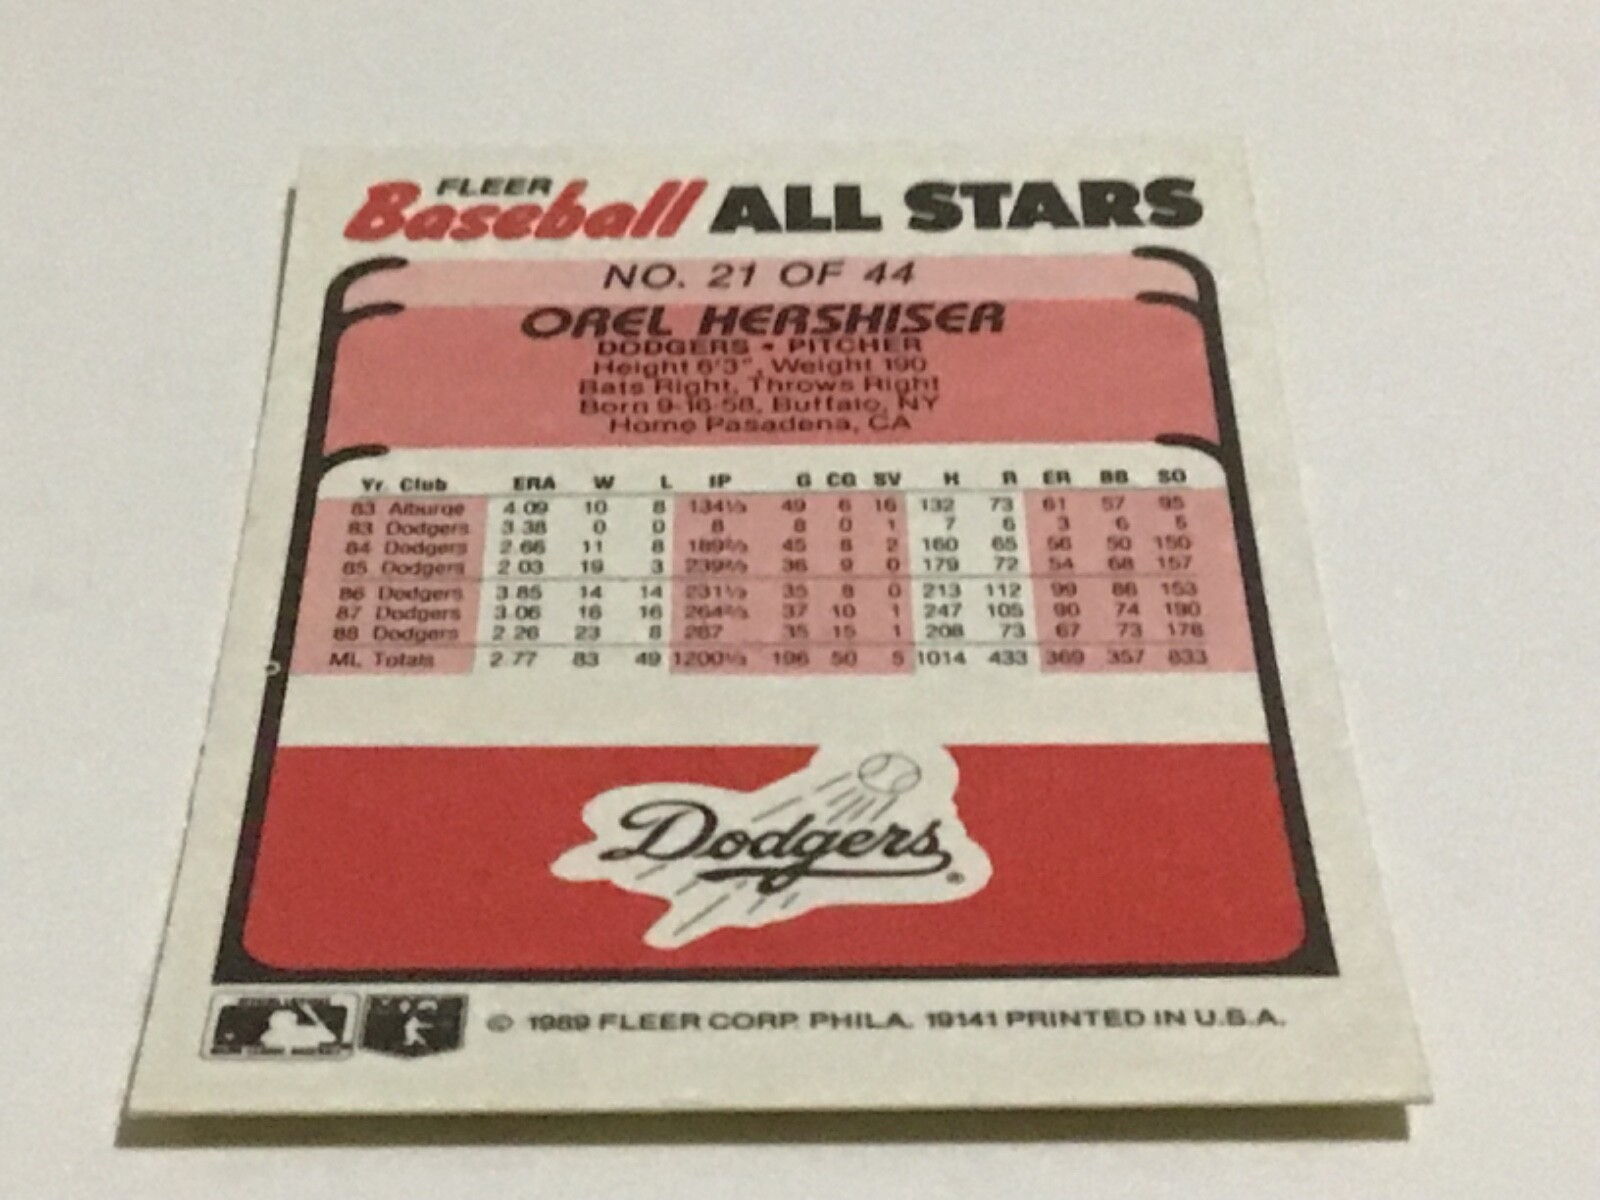 FLEER
Baseball ALL STARS
NO. 21 OF 44
OREL HERSHISER
DODGERS • PITCHER
Height 6'3", Weight 190
Bats Right, Throws Right
Born 9-16-58, Buffalo, NY
Home Pasadena, CA
Yr. Club ERA W L IP G CG SV H R ER BB SO
83 Alburqe 4.09 10 8 134⅓ 49 6 16 132 73 61 57 95
83 Dodgers 3.38 0 0 8 8 0 1 7 6 3 6 5
84 Dodgers 2.66 11 8 189⅔ 45 8 2 160 65 56 50 150
85 Dodgers 2.03 19 3 239⅔ 36 9 0 179 72 54 68 157
86 Dodgers 3.85 14 14 231⅓ 35 8 0 213 112 99 86 153
87 Dodgers 3.06 16 16 264⅔ 37 10 1 247 105 90 74 190
88 Dodgers 2.26 23 8 267 35 15 1 208 73 67 73 178
ML Totals 2.77 83 49 1200⅓ 196 50 5 1014 433 369 357 833
Dodgers®
© 1989 FLEER CORP. PHILA. 19141 PRINTED IN U.S.A.